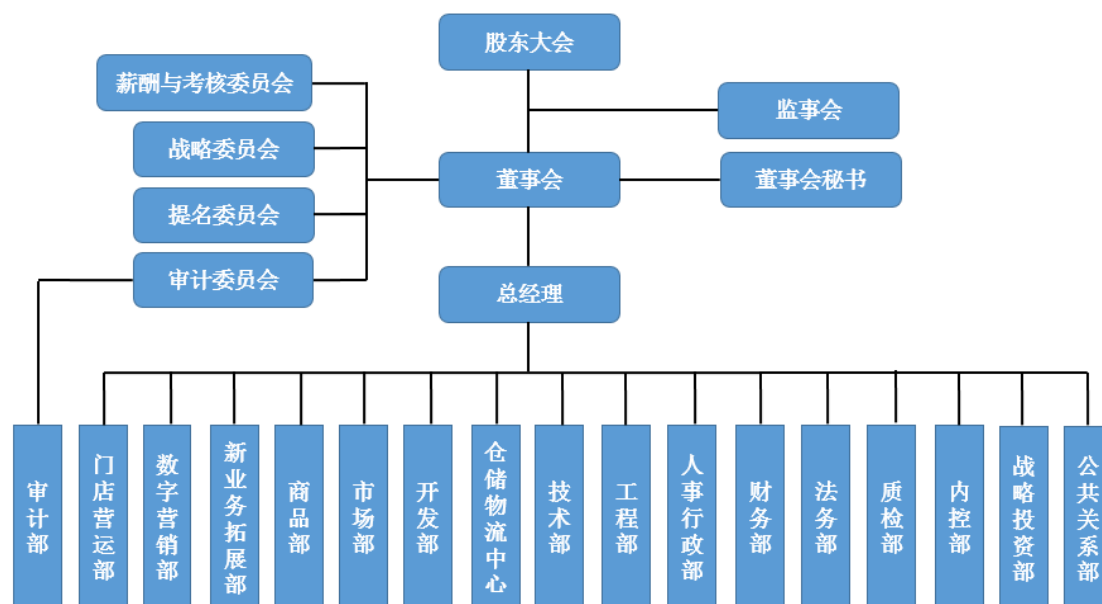 股东大会
薪酬与考核委员会
监事会
战略委员会
董事会
董事会秘书
提名委员会
审计委员会
总经理
审计部
门店营运部
数字营销部
新业务拓展部
商品部
市场部
开发部
仓储物流中心
技术部
工程部
人事行政部
财务部
法务部
质检部
内控部
战略投资部
公共关系部